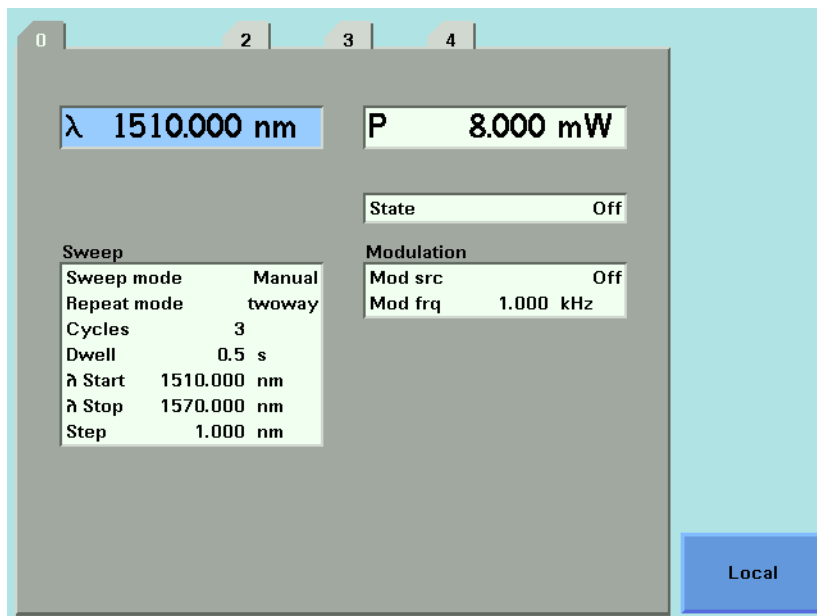 0 2 3 4
λ 1510.000 nm P 8.000 mW
State Off
Sweep Modulation
Sweep mode Manual Mod src Off
Repeat mode twoway Mod frq 1.000 kHz
Cycles 3
Dwell 0.5 s
λ Start 1510.000 nm
λ Stop 1570.000 nm
Step 1.000 nm
Local